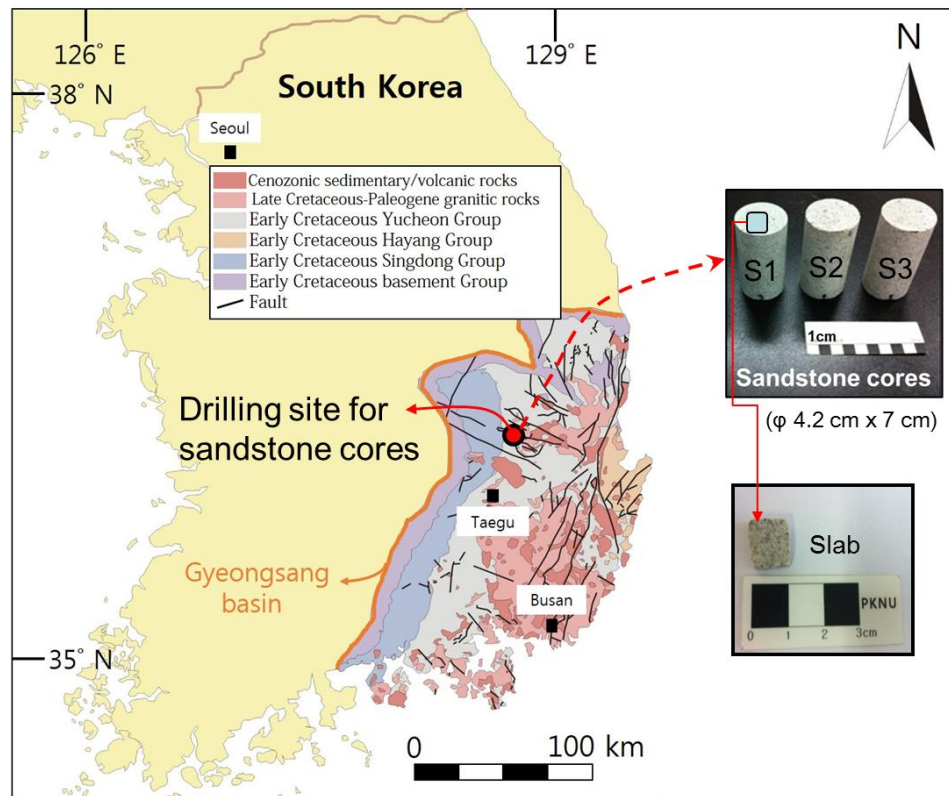 126° E
129° E
N
38° N
South Korea
Seoul
Cenozonic sedimentary/volcanic rocks
Late Cretaceous-Paleogene granitic rocks
Early Cretaceous Yucheon Group
Early Cretaceous Hayang Group
Early Cretaceous Singdong Group
Early Cretaceous basement Group
Fault
S1
S2
S3
1cm
Sandstone cores
(φ 4.2 cm x 7 cm)
Drilling site for
sandstone cores
Taegu
Slab
PKNU
0 1 2 3cm
Gyeongsang
basin
Busan
35° N
0 100 km